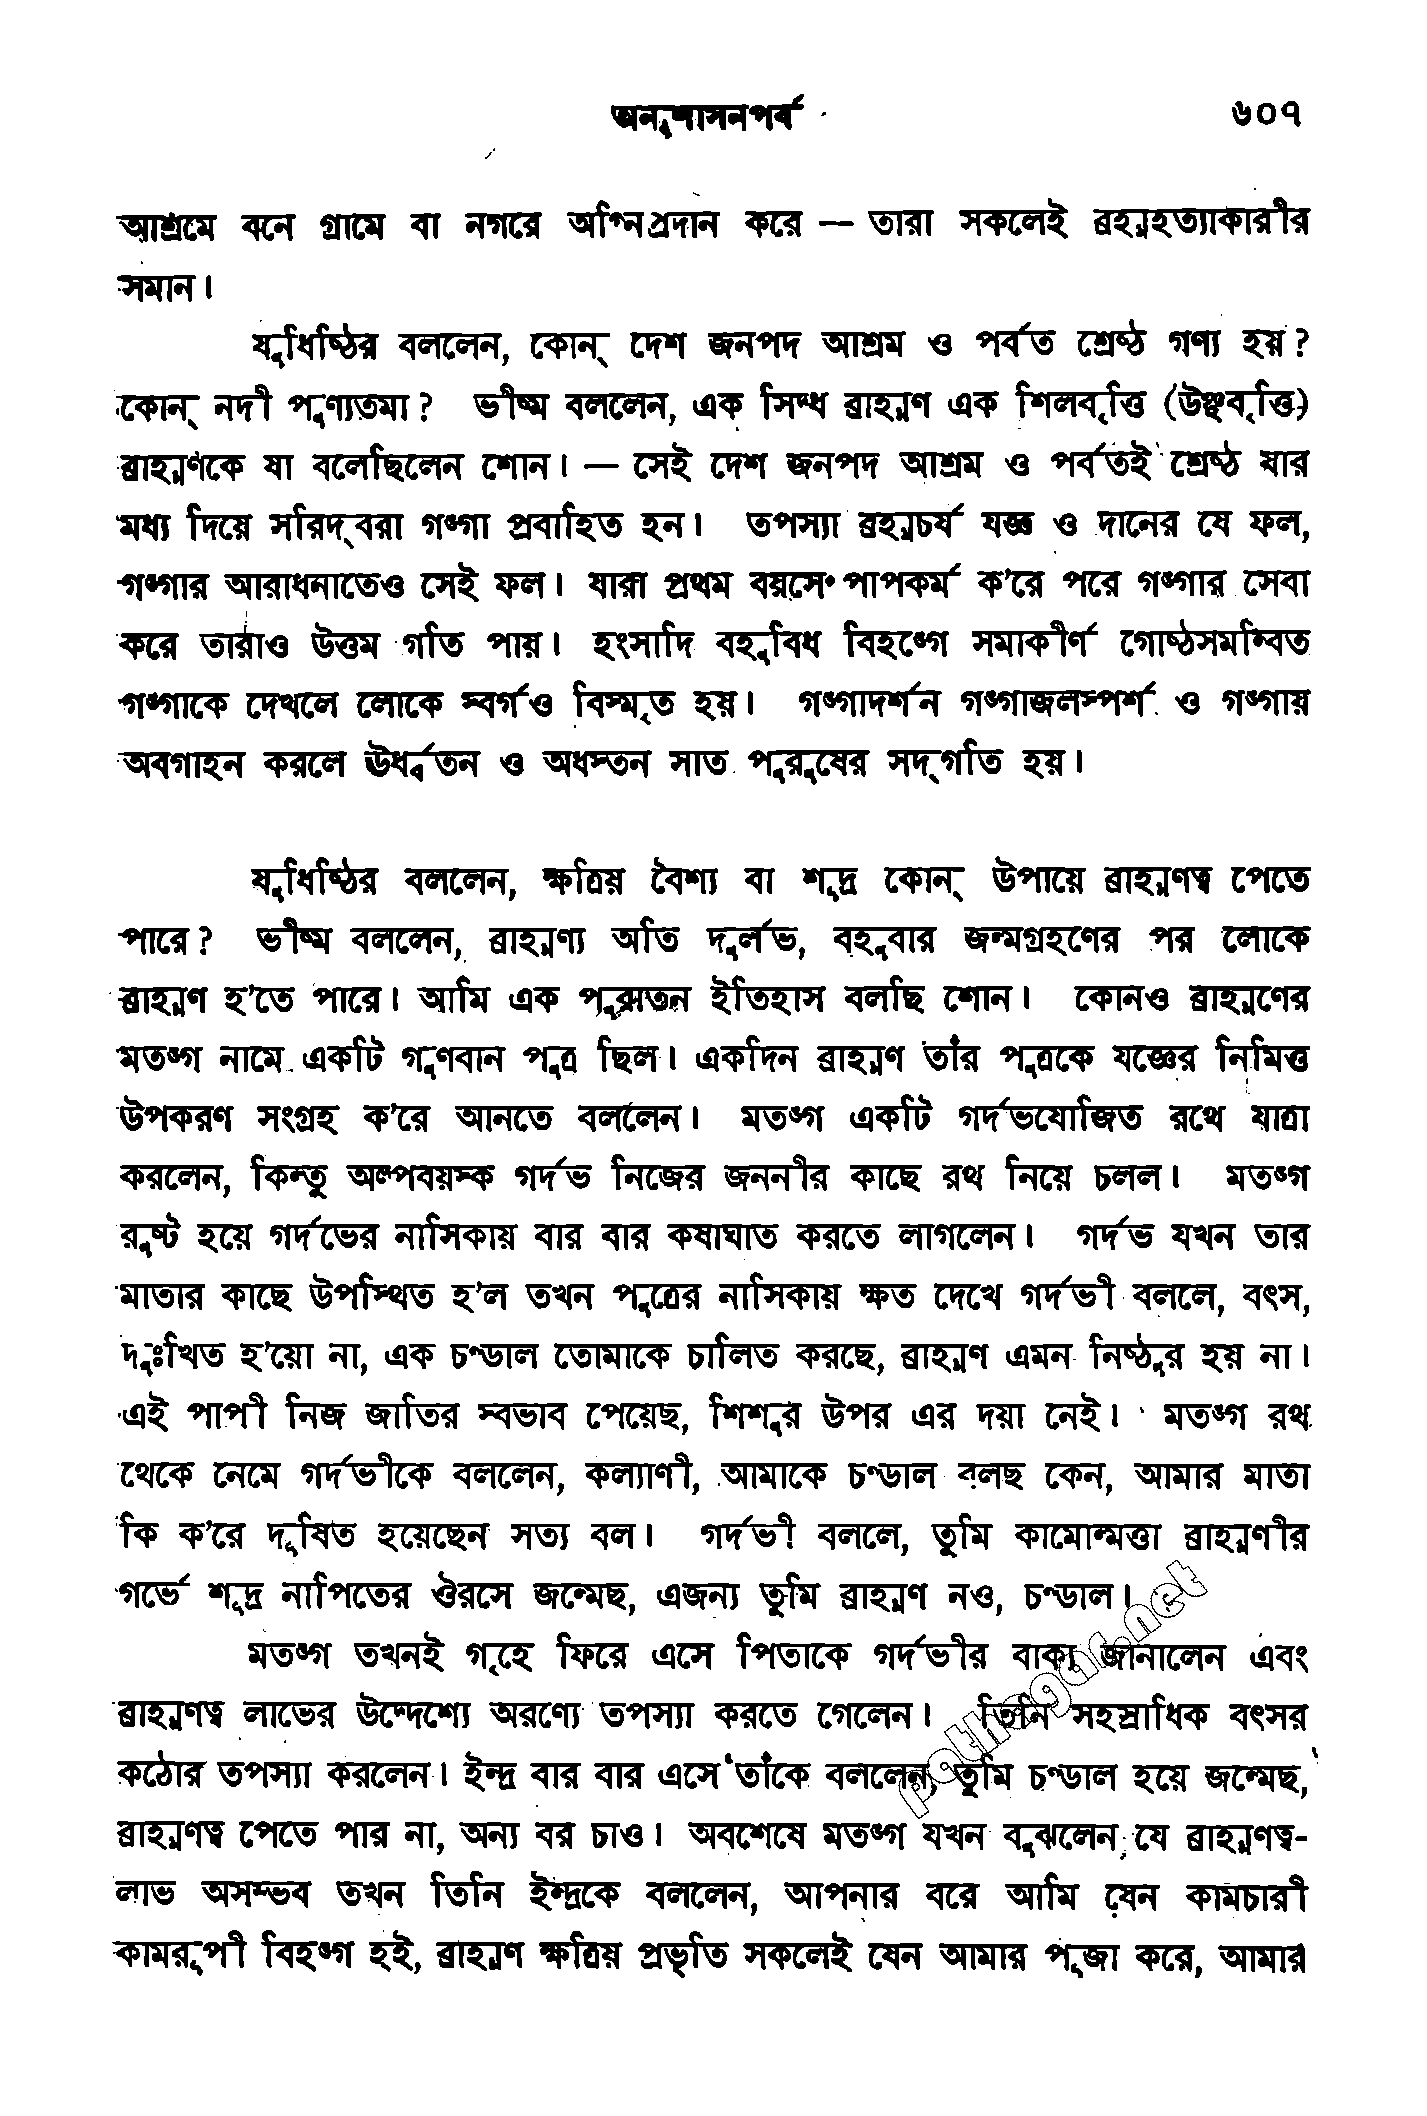 অনুশাসনপর্ব ৬০৭
আশ্রমে বনে গ্রামে বা নগরে অগ্নিপ্রদান করে — তারা সকলেই ব্রহ্মহত্যাকারীর
সমান।
যুধিষ্ঠির বললেন, কোন্ দেশ জনপদ আশ্রম ও পর্বত শ্রেষ্ঠ গণ্য হয়?
কোন্ নদী পুণ্যতমা? ভীষ্ম বললেন, এক সিদ্ধ ব্রাহ্মণ এক শিলবৃত্তি (উঞ্ছবৃত্তি)
ব্রাহ্মণকে যা বলেছিলেন শোন। — সেই দেশ জনপদ আশ্রম ও পর্বতই শ্রেষ্ঠ যার
মধ্য দিয়ে সরিদ্‌বরা গঙ্গা প্রবাহিত হন। তপস্যা ব্রহ্মচর্য যজ্ঞ ও দানের যে ফল,
গঙ্গার আরাধনাতেও সেই ফল। যারা প্রথম বয়সে পাপকর্ম ক'রে পরে গঙ্গার সেবা
করে তারাও উত্তম গতি পায়। হংসাদি বহুবিধ বিহঙ্গে সমাকীর্ণ গোষ্ঠসমন্বিত
গঙ্গাকে দেখলে লোকে স্বর্গও বিস্মৃত হয়। গঙ্গাদর্শন গঙ্গাজলস্পর্শ ও গঙ্গায়
অবগাহন করলে ঊর্ধ্বতন ও অধস্তন সাত পুরুষের সদ্‌গতি হয়।
যুধিষ্ঠির বললেন, ক্ষত্রিয় বৈশ্য বা শূদ্র কোন্ উপায়ে ব্রাহ্মণত্ব পেতে
পারে? ভীষ্ম বললেন, ব্রাহ্মণ্য অতি দুর্লভ, বহুবার জন্মগ্রহণের পর লোকে
ব্রাহ্মণ হ'তে পারে। আমি এক পুরাতন ইতিহাস বলছি শোন। কোনও ব্রাহ্মণের
মতঙ্গ নামে একটি গুণবান পুত্র ছিল। একদিন ব্রাহ্মণ তাঁর পুত্রকে যজ্ঞের নিমিত্ত
উপকরণ সংগ্রহ ক'রে আনতে বললেন। মতঙ্গ একটি গর্দভযোজিত রথে যাত্রা
করলেন, কিন্তু অল্পবয়স্ক গর্দভ নিজের জননীর কাছে রথ নিয়ে চলল। মতঙ্গ
রুষ্ট হয়ে গর্দভের নাসিকায় বার বার কষাঘাত করতে লাগলেন। গর্দভ যখন তার
মাতার কাছে উপস্থিত হ'ল তখন পুত্রের নাসিকায় ক্ষত দেখে গর্দভী বললে, বৎস,
দুঃখিত হ'য়ো না, এক চণ্ডাল তোমাকে চালিত করছে, ব্রাহ্মণ এমন নিষ্ঠুর হয় না।
এই পাপী নিজ জাতির স্বভাব পেয়েছ, শিশুর উপর এর দয়া নেই। মতঙ্গ রথ
থেকে নেমে গর্দভীকে বললেন, কল্যাণী, আমাকে চণ্ডাল বলছ কেন, আমার মাতা
কি ক'রে দূষিত হয়েছেন সত্য বল। গর্দভী বললে, তুমি কামোন্মত্তা ব্রাহ্মণীর
গর্ভে শূদ্র নাপিতের ঔরসে জন্মেছ, এজন্য তুমি ব্রাহ্মণ নও, চণ্ডাল।
মতঙ্গ তখনই গৃহে ফিরে এসে পিতাকে গর্দভীর বাক্য জানালেন এবং
ব্রাহ্মণত্ব লাভের উদ্দেশ্যে অরণ্যে তপস্যা করতে গেলেন। তিনি সহস্রাধিক বৎসর
কঠোর তপস্যা করলেন। ইন্দ্র বার বার এসে তাঁকে বললেন, তুমি চণ্ডাল হয়ে জন্মেছ,
ব্রাহ্মণত্ব পেতে পার না, অন্য বর চাও। অবশেষে মতঙ্গ যখন বুঝলেন যে ব্রাহ্মণত্ব-
লাভ অসম্ভব তখন তিনি ইন্দ্রকে বললেন, আপনার বরে আমি যেন কামচারী
কামরূপী বিহঙ্গ হই, ব্রাহ্মণ ক্ষত্রিয় প্রভৃতি সকলেই যেন আমার পূজা করে, আমার
pathagar.net